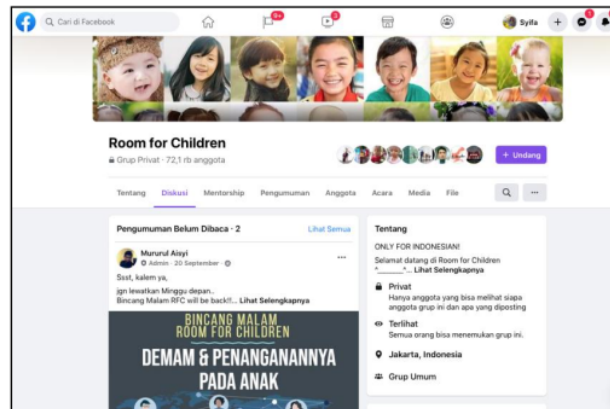 Cari di Facebook
9+
Syifa
Room for Children
Grup Privat · 72,1 rb anggota
+ Undang
Tentang Diskusi Mentorship Pengumuman Anggota Acara Media File
Pengumuman Belum Dibaca · 2
Lihat Semua
Mururul Aisyi
Admin · 20 September ·
Ssst, kalem ya,
jgn lewatkan Minggu depan..
Bincang Malam RFC will be back!!... Lihat Selengkapnya
BINCANG MALAM
ROOM FOR CHILDREN
DEMAM & PENANGANANNYA
PADA ANAK
Tentang
ONLY FOR INDONESIAN!
Selamat datang di Room for Children
^_____^... Lihat Selengkapnya
Privat
Hanya anggota yang bisa melihat siapa
anggota grup ini dan apa yang diposting
Terlihat
Semua orang bisa menemukan grup ini.
Jakarta, Indonesia
Grup Umum